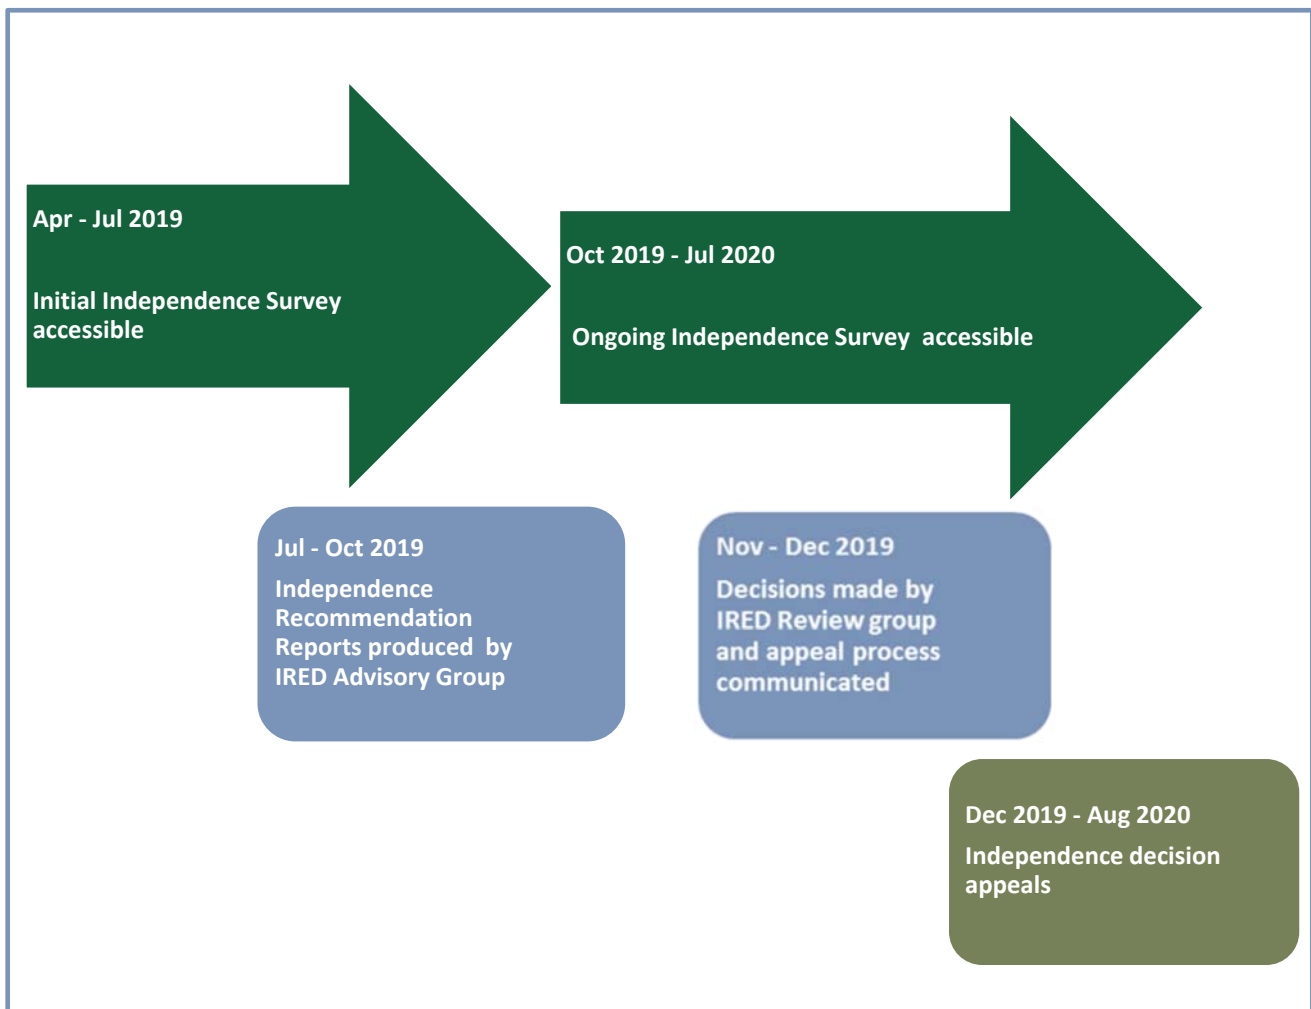 Apr - Jul 2019
Initial Independence Survey
accessible
Oct 2019 - Jul 2020
Ongoing Independence Survey  accessible
Jul - Oct 2019
Independence
Recommendation
Reports produced  by
IRED Advisory Group
Nov - Dec 2019
Decisions made by
IRED Review group
and appeal process
communicated
Dec 2019 - Aug 2020
Independence decision
appeals